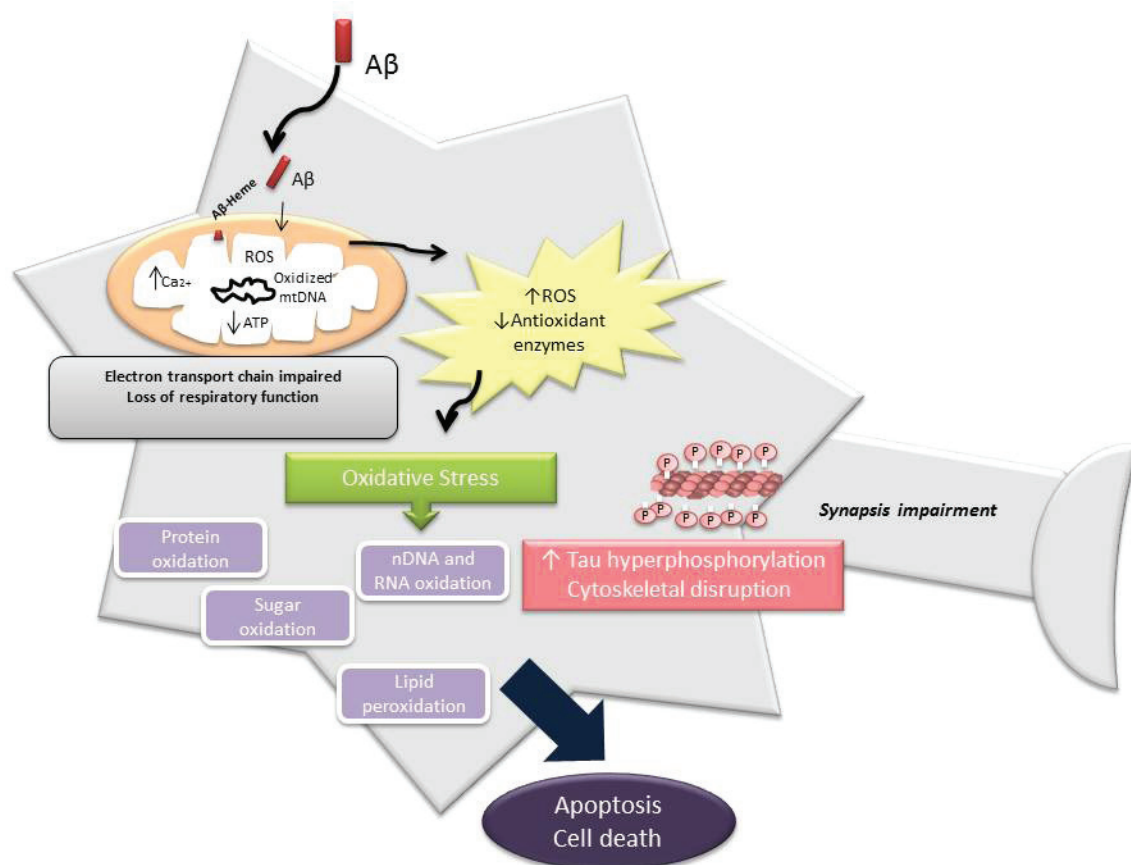 Aβ
Aβ
Aβ-Heme
ROS
↑Ca2+
Oxidized
mtDNA
↓ATP
↑ROS
↓Antioxidant
enzymes
Electron transport chain impaired
Loss of respiratory function
Oxidative Stress
P P P P P
P P P P P P
Synapsis impairment
Protein
oxidation
nDNA and
RNA oxidation
↑ Tau hyperphosphorylation
Cytoskeletal disruption
Sugar
oxidation
Lipid
peroxidation
Apoptosis
Cell death